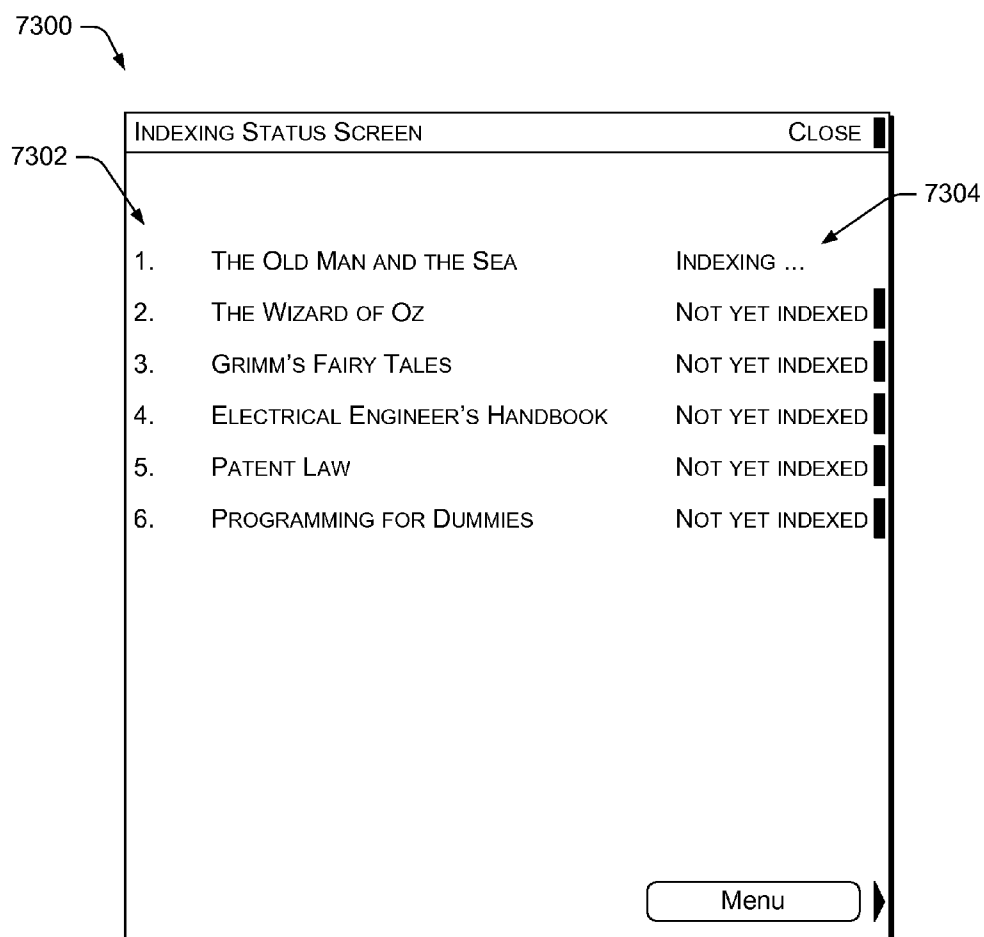 7300
INDEXING STATUS SCREEN CLOSE
7302
7304
1. THE OLD MAN AND THE SEA INDEXING ...
2. THE WIZARD OF OZ NOT YET INDEXED
3. GRIMM'S FAIRY TALES NOT YET INDEXED
4. ELECTRICAL ENGINEER'S HANDBOOK NOT YET INDEXED
5. PATENT LAW NOT YET INDEXED
6. PROGRAMMING FOR DUMMIES NOT YET INDEXED
Menu